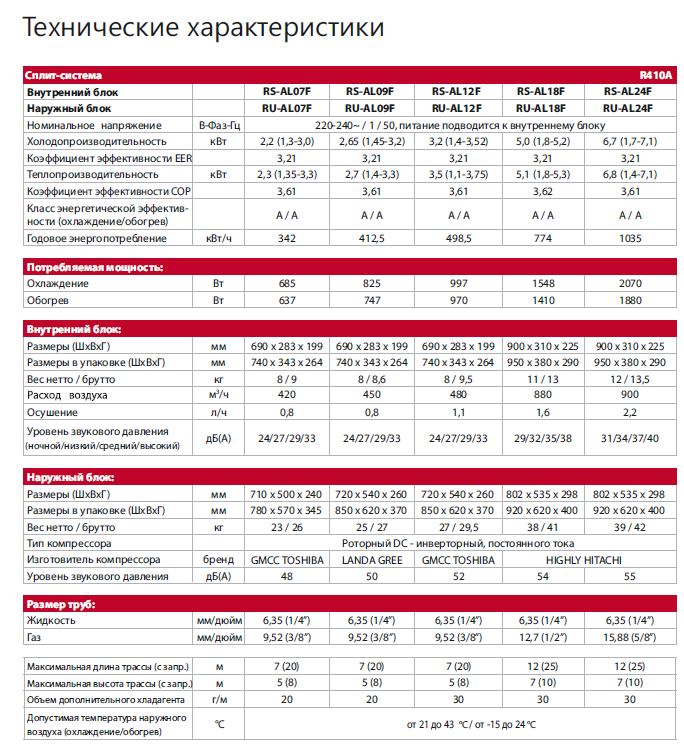 Технические характеристики
Сплит-система R410A
Внутренний блок RS-AL07F RS-AL09F RS-AL12F RS-AL18F RS-AL24F
Наружный блок RU-AL07F RU-AL09F RU-AL12F RU-AL18F RU-AL24F
Номинальное напряжение В-Фаз-Гц 220-240~ / 1 / 50, питание подводится к внутреннему блоку
Холодопроизводительность кВт 2,2 (1,3-3,0) 2,65 (1,45-3,2) 3,2 (1,4-3,52) 5,0 (1,8-5,2) 6,7 (1,7-7,1)
Коэффициент эффективности EER 3,21 3,21 3,21 3,21 3,21
Теплопроизводительность кВт 2,3 (1,35-3,3) 2,7 (1,4-3,3) 3,5 (1,1-3,75) 5,1 (1,8-5,3) 6,8 (1,4-7,1)
Коэффициент эффективности COP 3,61 3,61 3,61 3,62 3,61
Класс энергетической эффектив-
ности (охлаждение/обогрев) A / A A / A A / A A / A A / A
Годовое энергопотребление кВт/ч 342 412,5 498,5 774 1035
Потребляемая мощность:
Охлаждение Вт 685 825 997 1548 2070
Обогрев Вт 637 747 970 1410 1880
Внутренний блок:
Размеры (ШxВxГ) мм 690 x 283 x 199 690 x 283 x 199 690 x 283 x 199 900 x 310 x 225 900 x 310 x 225
Размеры в упаковке (ШxВxГ) мм 740 x 343 x 264 740 x 343 x 264 740 x 343 x 264 950 x 380 x 290 950 x 380 x 290
Вес нетто / брутто кг 8 / 9 8 / 8,6 8 / 9,5 11 / 13 12 / 13,5
Расход воздуха м³/ч 420 450 480 880 900
Осушение л/ч 0,8 0,8 1,1 1,6 2,2
Уровень звукового давления
(ночной/низкий/средний/высокий) дБ(А) 24/27/29/33 24/27/29/33 24/27/29/33 29/32/35/38 31/34/37/40
Наружный блок:
Размеры (ШxВxГ) мм 710 x 500 x 240 720 x 540 x 260 720 x 540 x 260 802 x 535 x 298 802 x 535 x 298
Размеры в упаковке (ШxВxГ) мм 780 x 570 x 345 850 x 620 x 370 850 x 620 x 370 920 x 620 x 400 920 x 620 x 400
Вес нетто / брутто кг 23 / 26 25 / 27 27 / 29,5 38 / 41 39 / 42
Тип компрессора Роторный DC - инверторный, постоянного тока
Изготовитель компрессора бренд GMCC TOSHIBA LANDA GREE GMCC TOSHIBA HIGHLY HITACHI
Уровень звукового давления дБ(А) 48 50 52 54 55
Размер труб:
Жидкость мм/дюйм 6,35 (1/4”) 6,35 (1/4”) 6,35 (1/4”) 6,35 (1/4”) 6,35 (1/4”)
Газ мм/дюйм 9,52 (3/8”) 9,52 (3/8”) 9,52 (3/8”) 12,7 (1/2”) 15,88 (5/8”)
Максимальная длина трассы (с запр.) м 7 (20) 7 (20) 7 (20) 12 (25) 12 (25)
Максимальная высота трассы (с запр.) м 5 (8) 5 (8) 5 (8) 7 (10) 7 (10)
Объем дополнительного хладагента г/м 20 20 30 30 30
Допустимая температура наружного
воздуха (охлаждение/обогрев) °C от 21 до 43 °C/ от -15 до 24°C